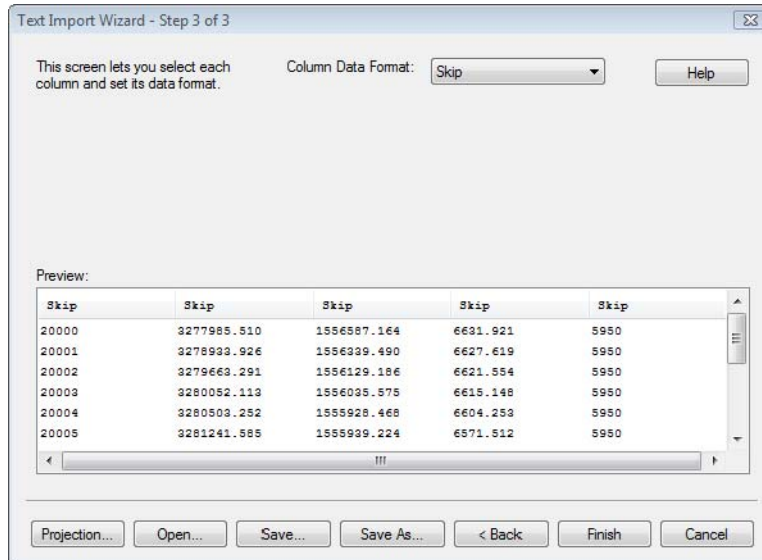 Text Import Wizard - Step 3 of 3
This screen lets you select each Column Data Format: Skip Help
column and set its data format.
Preview:
Skip Skip Skip Skip Skip
20000 3277985.510 1556587.164 6631.921 5950
20001 3278933.926 1556339.490 6627.619 5950
20002 3279663.291 1556129.186 6621.554 5950
20003 3280052.113 1556035.575 6615.148 5950
20004 3280503.252 1555928.468 6604.253 5950
20005 3281241.585 1555939.224 6571.512 5950
Projection... Open... Save... Save As... < Back Finish Cancel